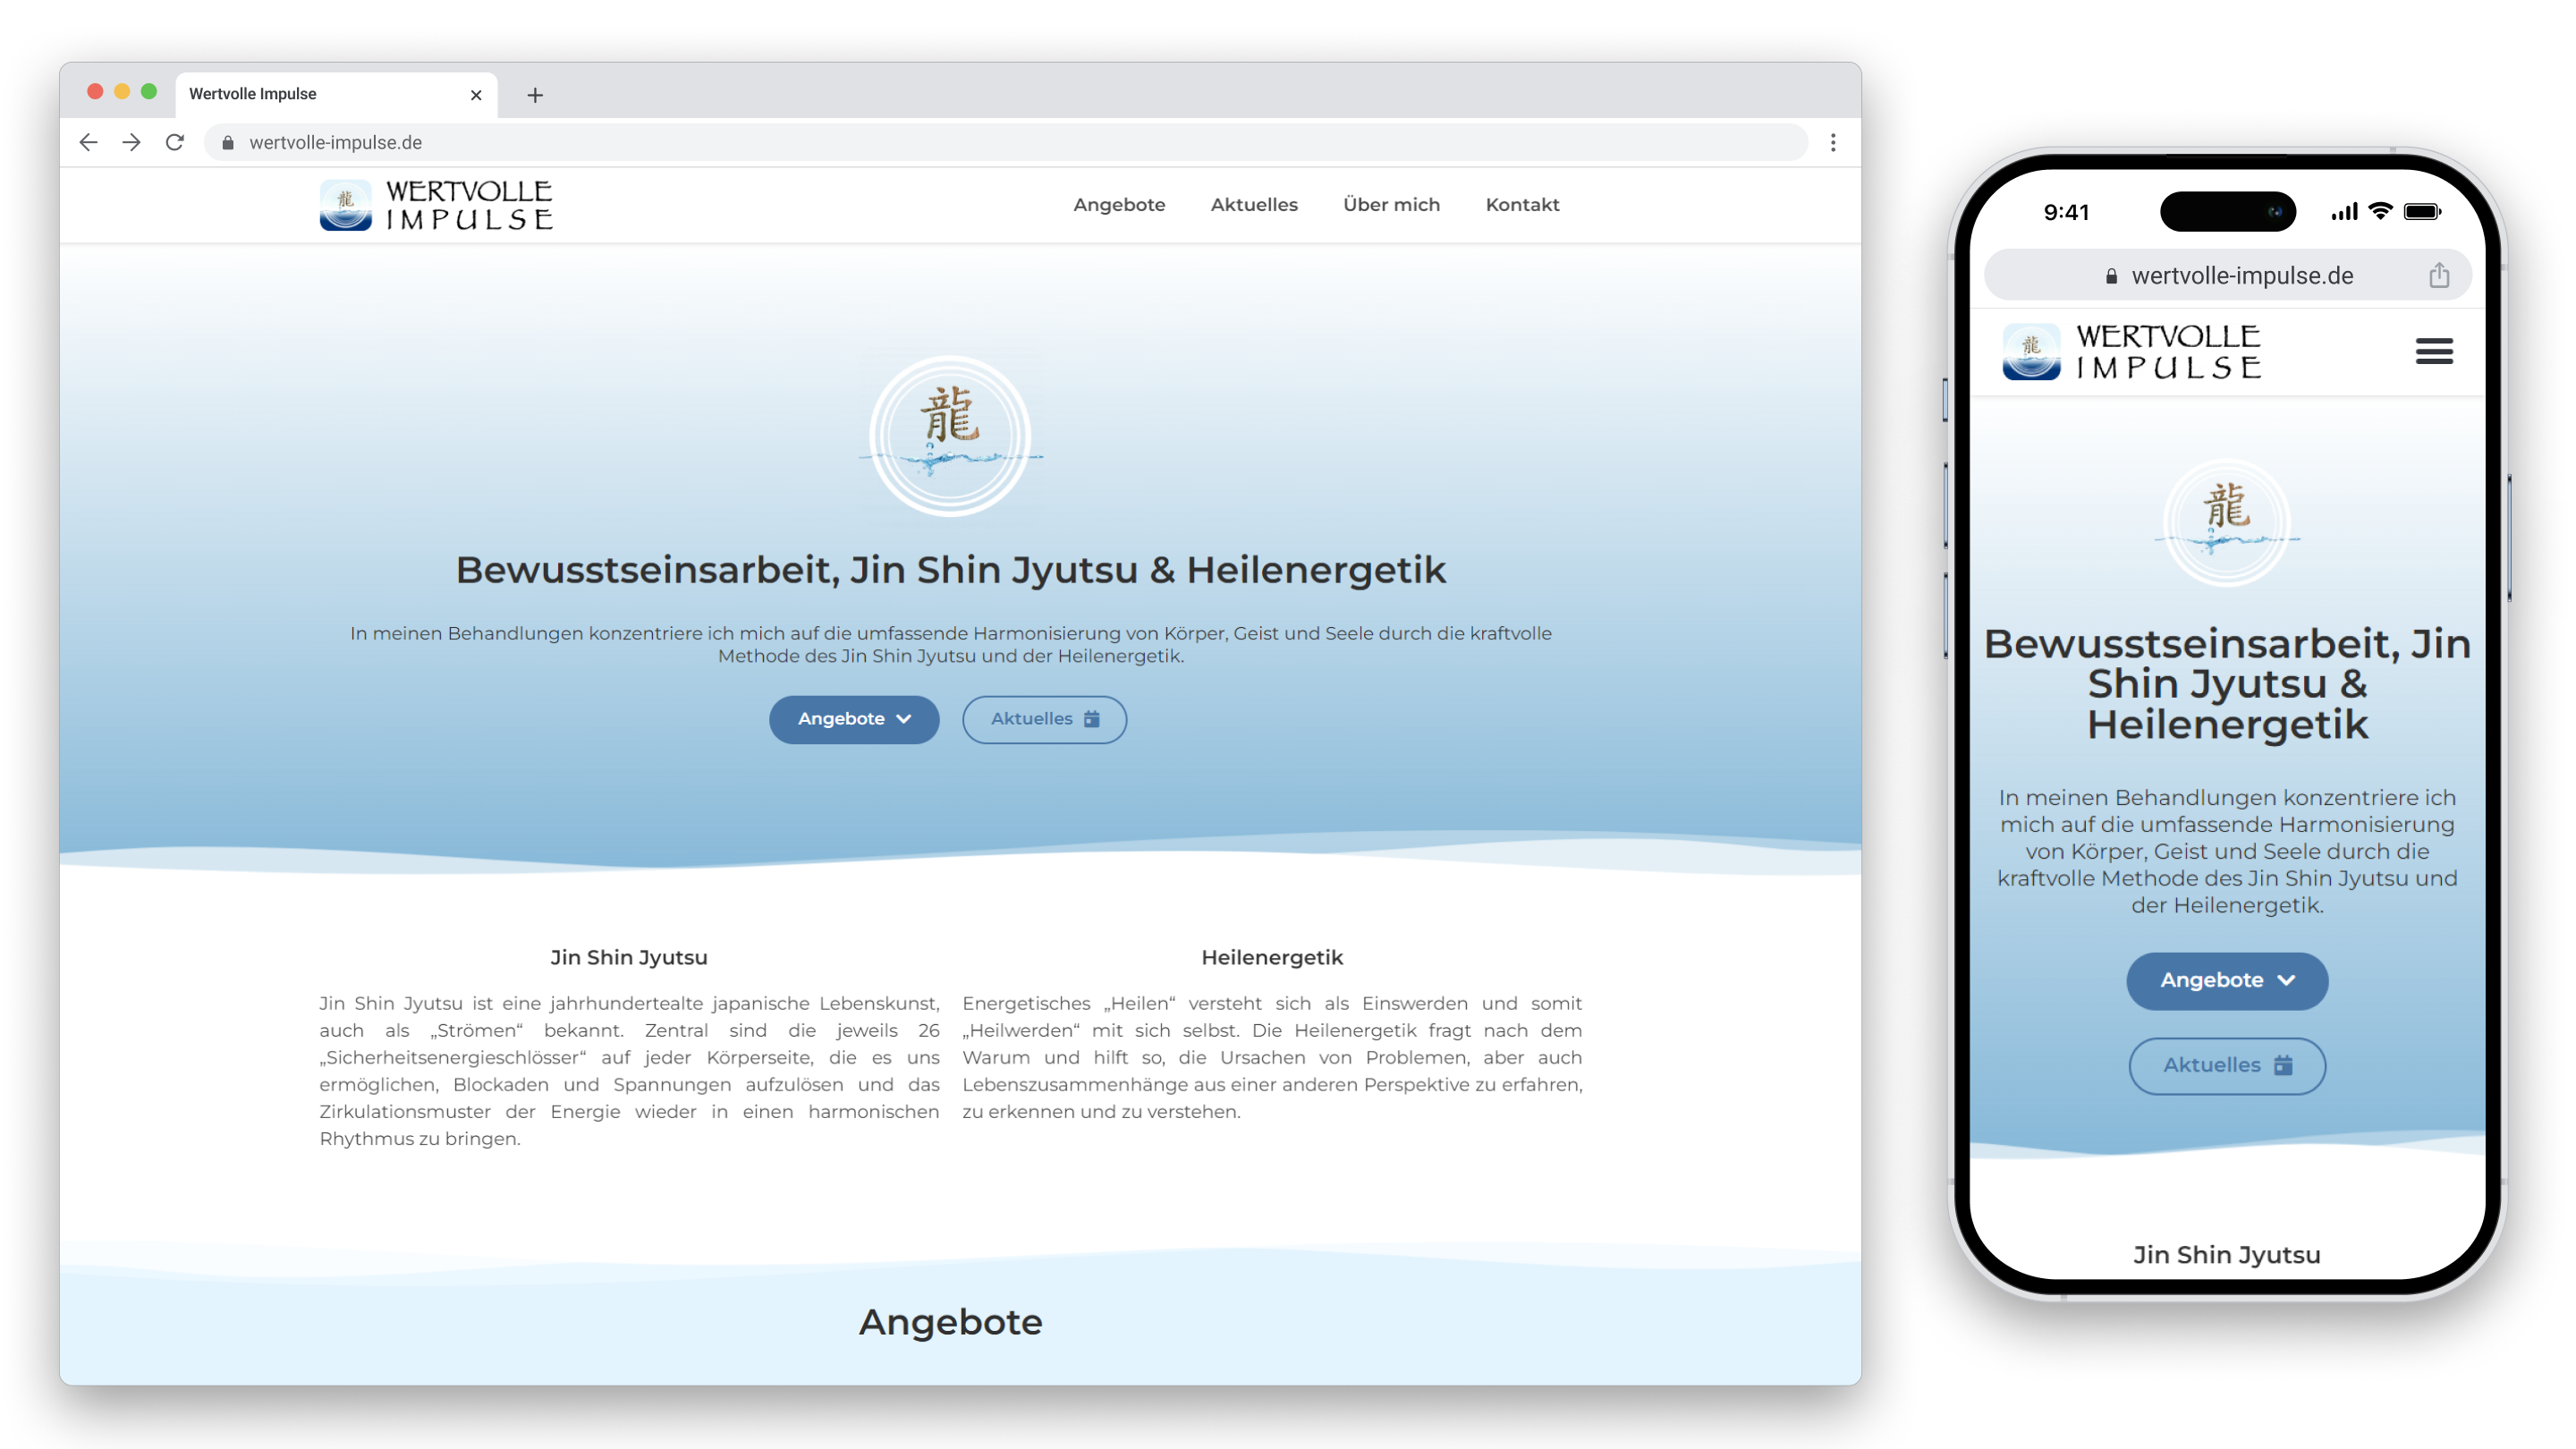 Wertvolle Impulse
wertvolle-impulse.de
龍
WERTVOLLE
IMPULSE
Angebote
Aktuelles
Über mich
Kontakt
龍
Bewusstseinsarbeit, Jin Shin Jyutsu & Heilenergetik
In meinen Behandlungen konzentriere ich mich auf die umfassende Harmonisierung von Körper, Geist und Seele durch die kraftvolle
Methode des Jin Shin Jyutsu und der Heilenergetik.
Angebote
Aktuelles
Jin Shin Jyutsu
Jin Shin Jyutsu ist eine jahrhundertealte japanische Lebenskunst,
auch als „Strömen“ bekannt. Zentral sind die jeweils 26
„Sicherheitsenergieschlösser“ auf jeder Körperseite, die es uns
ermöglichen, Blockaden und Spannungen aufzulösen und das
Zirkulationsmuster der Energie wieder in einen harmonischen
Rhythmus zu bringen.
Heilenergetik
Energetisches „Heilen“ versteht sich als Einswerden und somit
„Heilwerden“ mit sich selbst. Die Heilenergetik fragt nach dem
Warum und hilft so, die Ursachen von Problemen, aber auch
Lebenszusammenhänge aus einer anderen Perspektive zu erfahren,
zu erkennen und zu verstehen.
Angebote
9:41
wertvolle-impulse.de
龍
WERTVOLLE
IMPULSE
龍
Bewusstseinsarbeit, Jin
Shin Jyutsu &
Heilenergetik
In meinen Behandlungen konzentriere ich
mich auf die umfassende Harmonisierung
von Körper, Geist und Seele durch die
kraftvolle Methode des Jin Shin Jyutsu und
der Heilenergetik.
Angebote
Aktuelles
Jin Shin Jyutsu